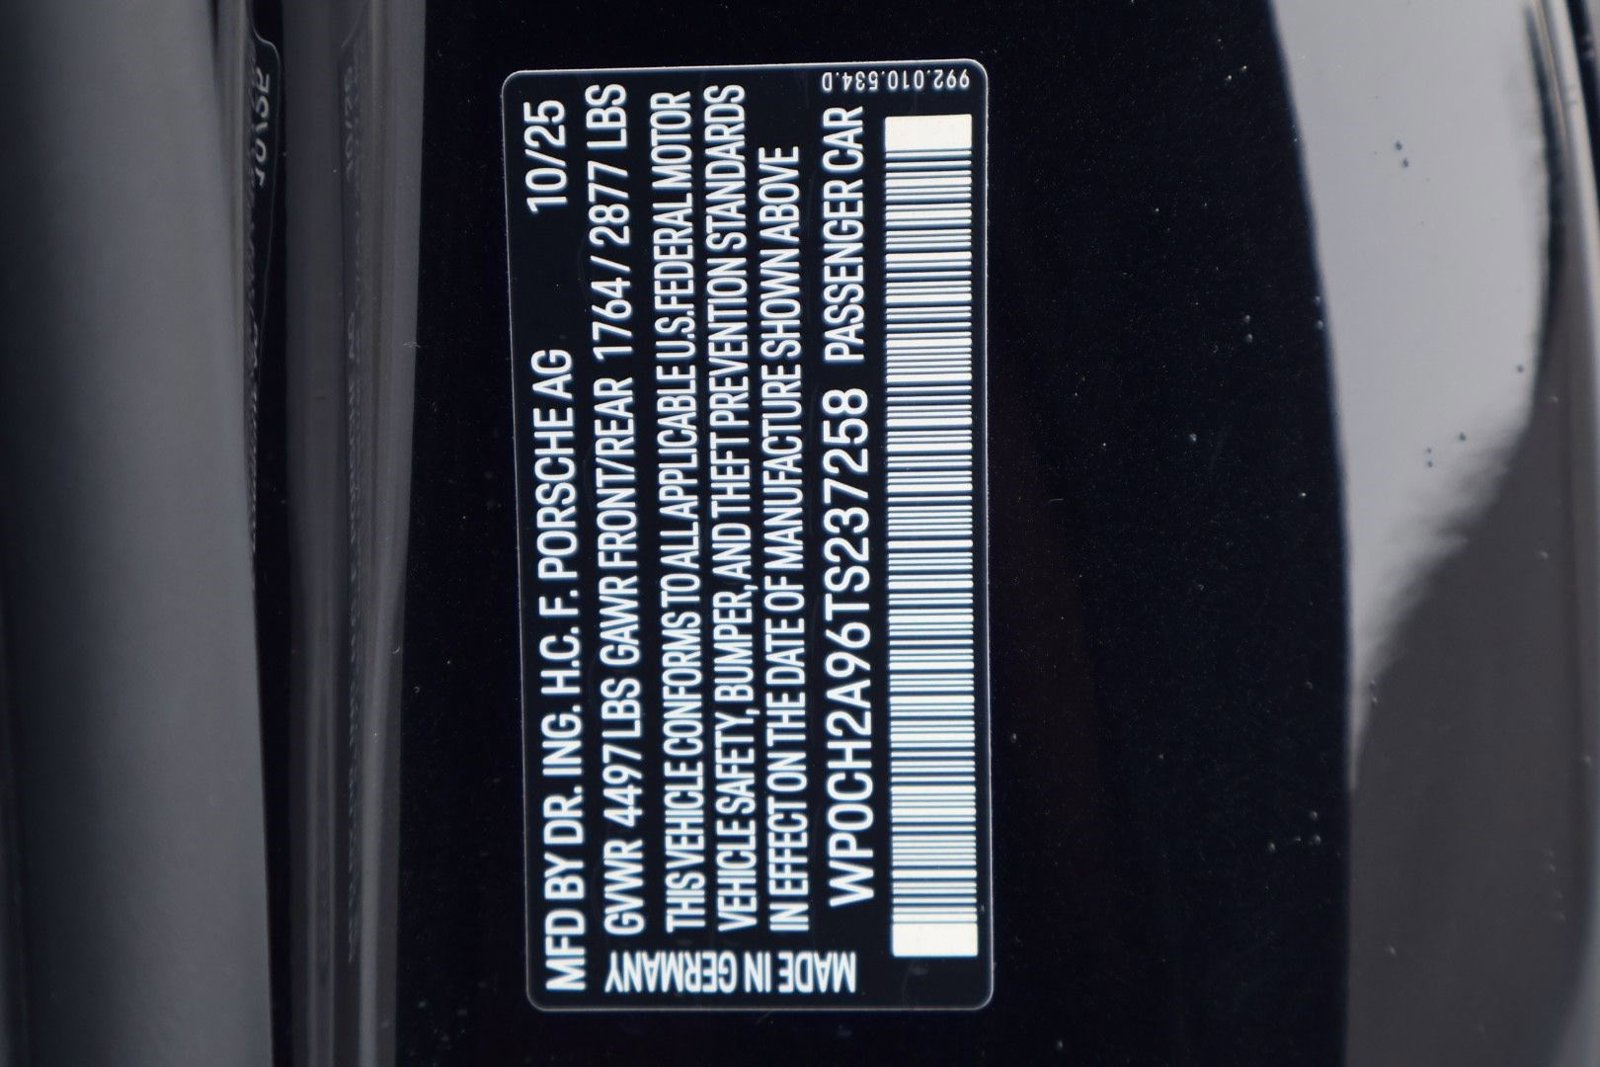 MFD BY DR. ING. H.C. F. PORSCHE AG 10/25
GVWR 4497 LBS GAWR FRONT/REAR 1764 / 2877 LBS
THIS VEHICLE CONFORMS TO ALL APPLICABLE U.S. FEDERAL MOTOR
VEHICLE SAFETY, BUMPER, AND THEFT PREVENTION STANDARDS
IN EFFECT ON THE DATE OF MANUFACTURE SHOWN ABOVE
WP0CH2A96TS237258 PASSENGER CAR
MADE IN GERMANY
992.010.534.D